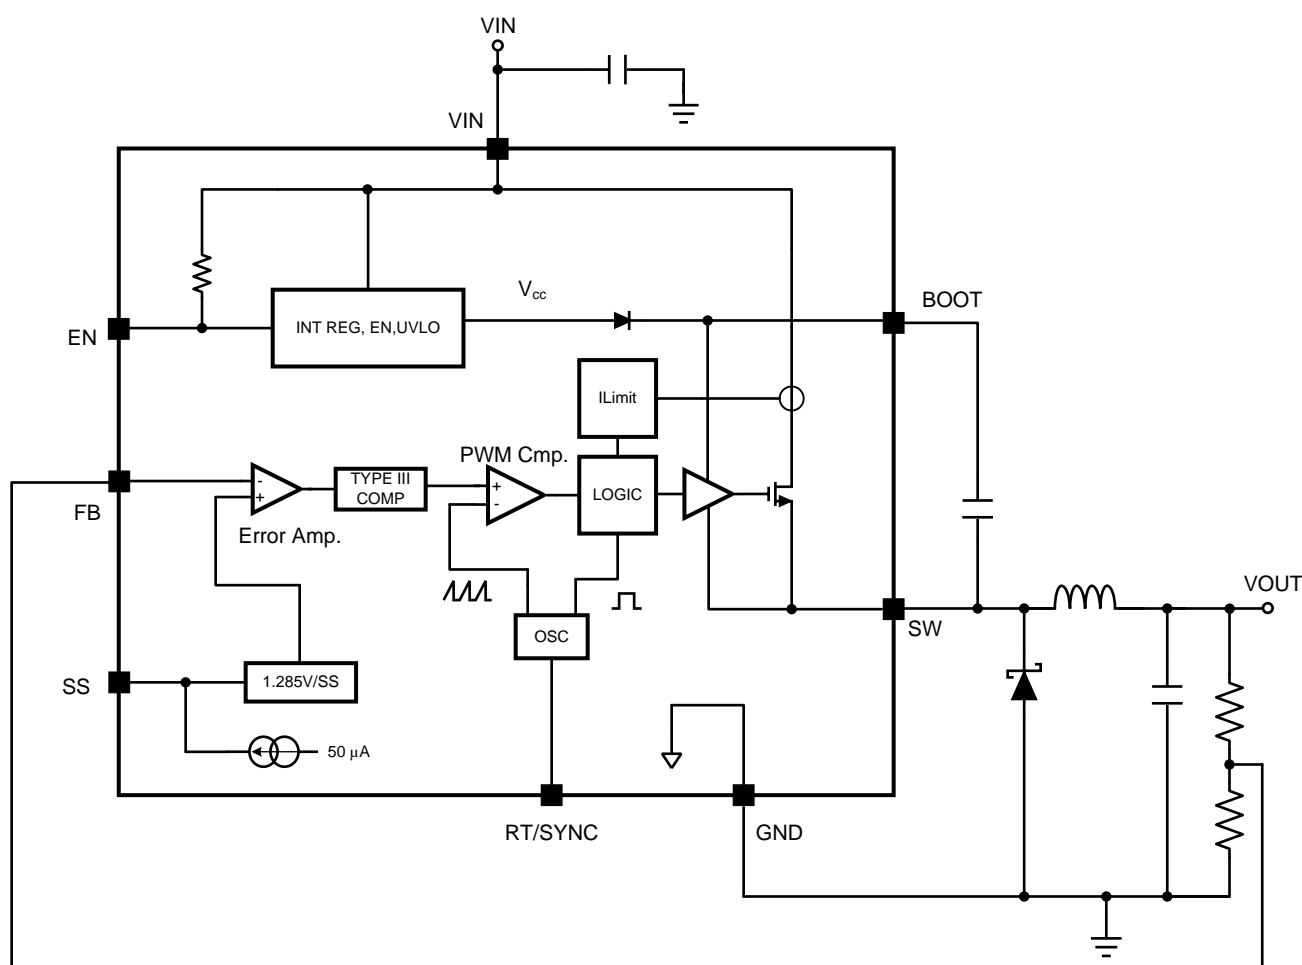 VIN
VIN
BOOT
V_cc
INT REG, EN,UVLO
EN
ILimit
PWM Cmp.
TYPE III
COMP
LOGIC
-
+
+
-
FB
Error Amp.
VOUT
SW
OSC
SS
1.285V/SS
50 μA
RT/SYNC
GND